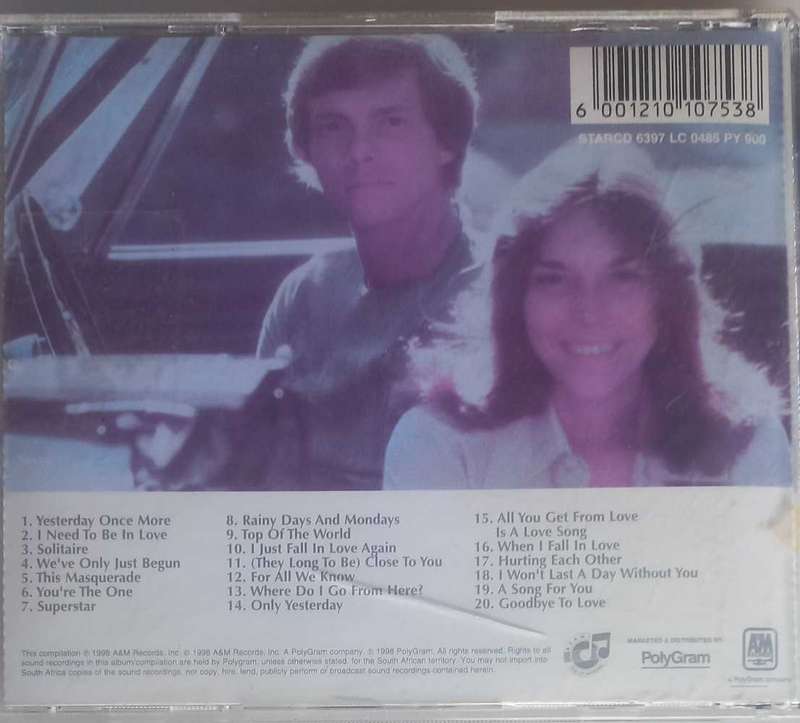 6 001210 107538
STARCD 6397 LC 0485 PY 900
1. Yesterday Once More
2. I Need To Be In Love
3. Solitaire
4. We've Only Just Begun
5. This Masquerade
6. You're The One
7. Superstar
8. Rainy Days And Mondays
9. Top Of The World
10. I Just Fall In Love Again
11. (They Long To Be) Close To You
12. For All We Know
13. Where Do I Go From Here?
14. Only Yesterday
15. All You Get From Love
Is A Love Song
16. When I Fall In Love
17. Hurting Each Other
18. I Won't Last A Day Without You
19. A Song For You
20. Goodbye To Love
This compilation ℗ 1998 A&M Records, Inc. © 1998 A&M Records, Inc. A PolyGram company. ℗ 1998 PolyGram. All rights reserved. Rights to all
sound recordings in this album/compilation are held by Polygram, unless otherwise stated, for the South African territory. You may not import into
South Africa copies of the sound recordings, nor copy, hire, lend, publicly perform or broadcast sound recordings contained herein.
MARKETED & DISTRIBUTED BY:
PolyGram
A&M
RECORDS
a PolyGram company